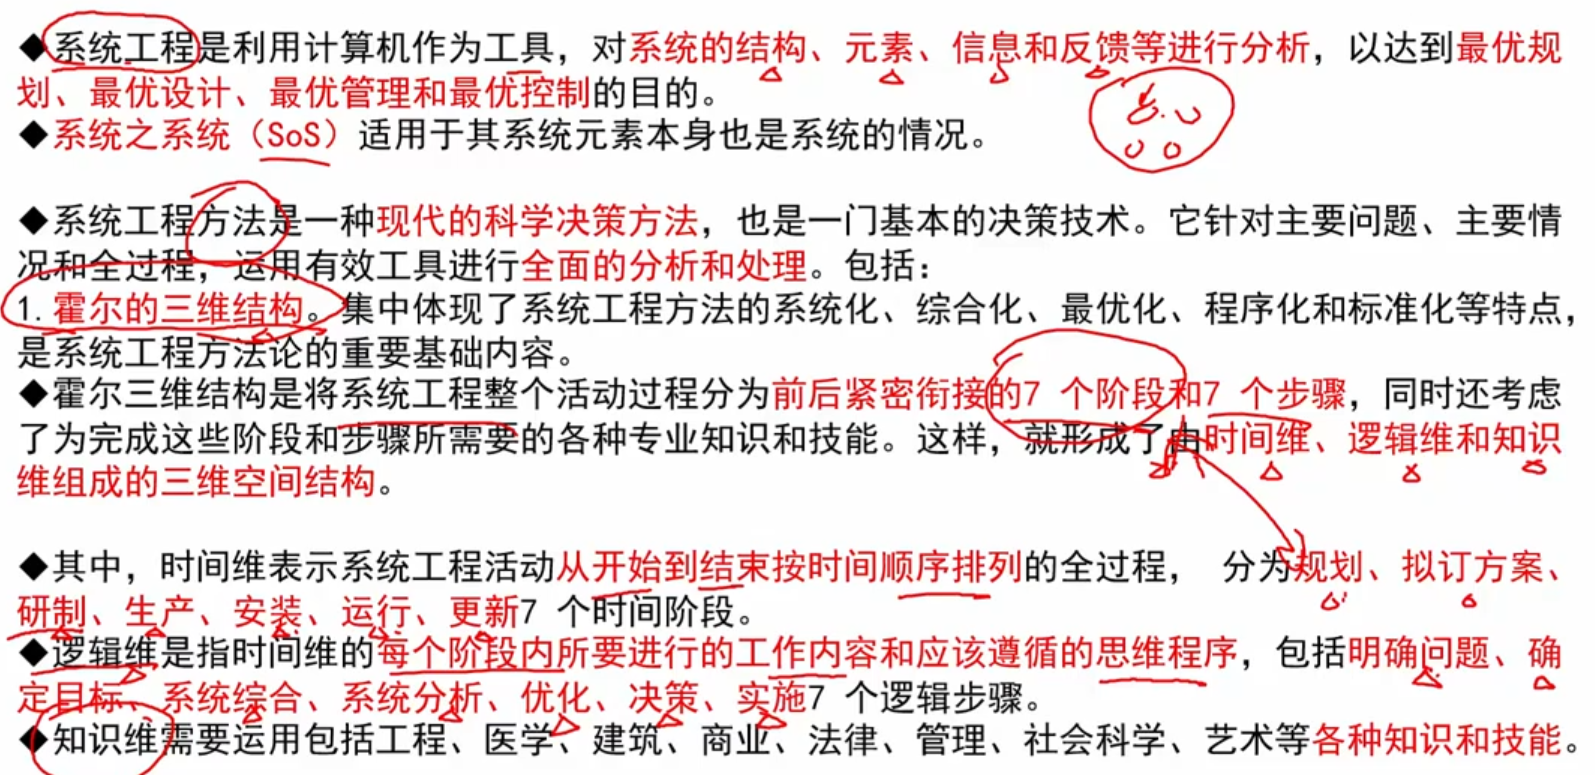 ◆系统工程是利用计算机作为工具，对系统的结构、元素、信息和反馈等进行分析，以达到最优规
划、最优设计、最优管理和最优控制的目的。
◆系统之系统（SoS）适用于其系统元素本身也是系统的情况。
◆系统工程方法是一种现代的科学决策方法，也是一门基本的决策技术。它针对主要问题、主要情
况和全过程，运用有效工具进行全面的分析和处理。包括：
1.霍尔的三维结构。集中体现了系统工程方法的系统化、综合化、最优化、程序化和标准化等特点，
是系统工程方法论的重要基础内容。
◆霍尔三维结构是将系统工程整个活动过程分为前后紧密衔接的7 个阶段和7 个步骤，同时还考虑
了为完成这些阶段和步骤所需要的各种专业知识和技能。这样，就形成了由时间维、逻辑维和知识
维组成的三维空间结构。
◆其中，时间维表示系统工程活动从开始到结束按时间顺序排列的全过程， 分为规划、拟订方案、
研制、生产、安装、运行、更新7 个时间阶段。
◆逻辑维是指时间维的每个阶段内所要进行的工作内容和应该遵循的思维程序，包括明确问题、确
定目标、系统综合、系统分析、优化、决策、实施7 个逻辑步骤。
◆知识维需要运用包括工程、医学、建筑、商业、法律、管理、社会科学、艺术等各种知识和技能。